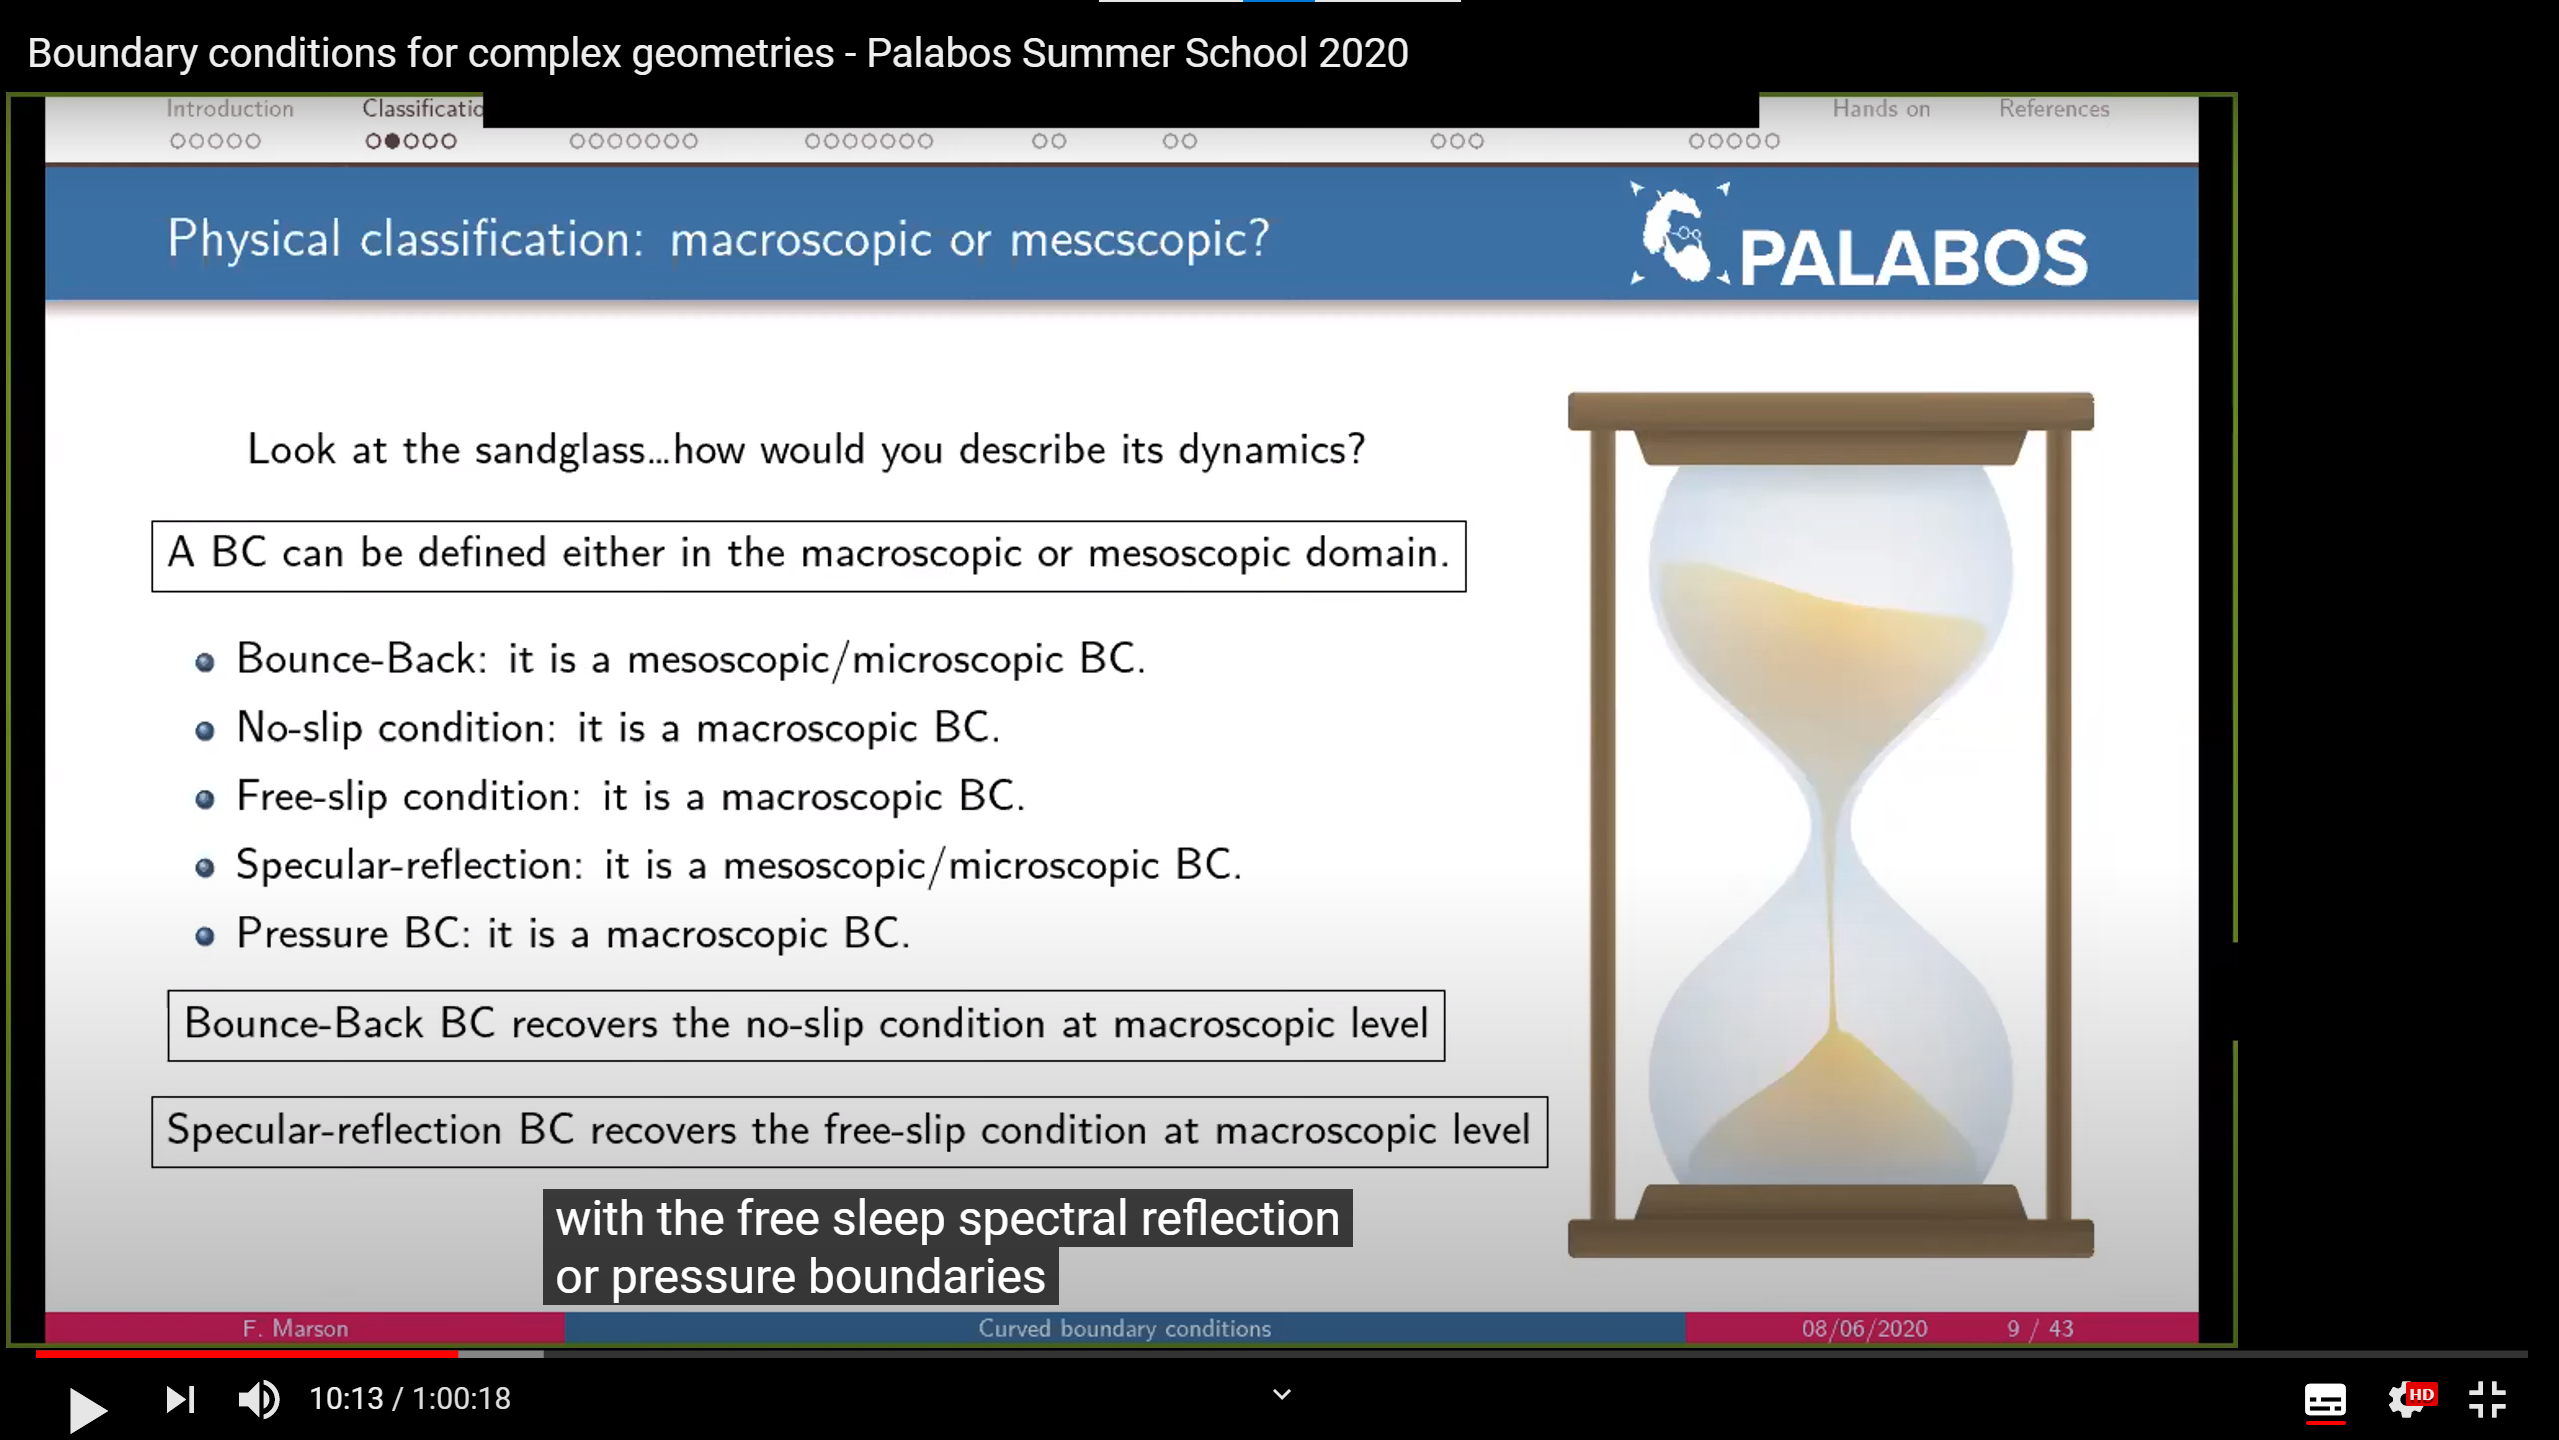 Boundary conditions for complex geometries - Palabos Summer School 2020
Introduction Hands on References
Physical classification: macroscopic or mescscopic?
PALABOS
Look at the sandglass...how would you describe its dynamics?
A BC can be defined either in the macroscopic or mesoscopic domain.
Bounce-Back: it is a mesoscopic/microscopic BC.
No-slip condition: it is a macroscopic BC.
Free-slip condition: it is a macroscopic BC.
Specular-reflection: it is a mesoscopic/microscopic BC.
Pressure BC: it is a macroscopic BC.
Bounce-Back BC recovers the no-slip condition at macroscopic level
Specular-reflection BC recovers the free-slip condition at macroscopic level
with the free sleep spectral reflection
or pressure boundaries
F. Marson Curved boundary conditions 08/06/2020 9 / 43
10:13 / 1:00:18 HD